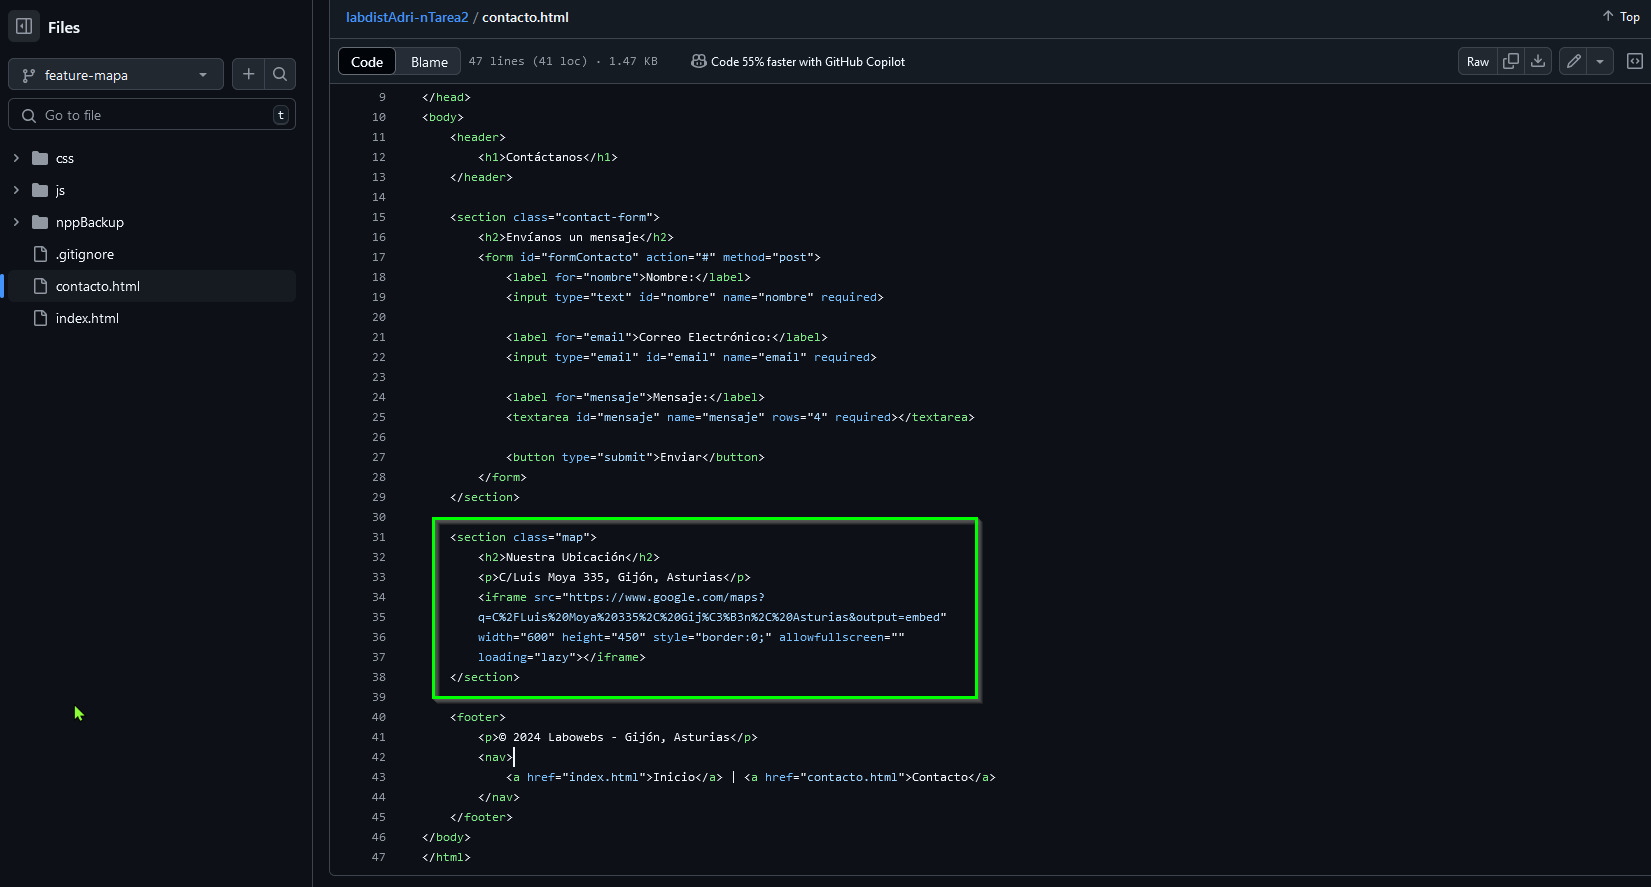 Files
feature-mapa
Go to file
t
css
js
nppBackup
.gitignore
contacto.html
index.html
labdistAdri-nTarea2 / contacto.html
Top
Code
Blame
47 lines (41 loc) · 1.47 KB
Code 55% faster with GitHub Copilot
Raw
9 </head>
10 <body>
11 <header>
12 <h1>Contáctanos</h1>
13 </header>
14
15 <section class="contact-form">
16 <h2>Envíanos un mensaje</h2>
17 <form id="formContacto" action="#" method="post">
18 <label for="nombre">Nombre:</label>
19 <input type="text" id="nombre" name="nombre" required>
20
21 <label for="email">Correo Electrónico:</label>
22 <input type="email" id="email" name="email" required>
23
24 <label for="mensaje">Mensaje:</label>
25 <textarea id="mensaje" name="mensaje" rows="4" required></textarea>
26
27 <button type="submit">Enviar</button>
28 </form>
29 </section>
30
31 <section class="map">
32 <h2>Nuestra Ubicación</h2>
33 <p>C/Luis Moya 335, Gijón, Asturias</p>
34 <iframe src="https://www.google.com/maps?
35 q=C%2FLuis%20Moya%20335%2C%20Gij%C3%B3n%2C%20Asturias&output=embed"
36 width="600" height="450" style="border:0;" allowfullscreen=""
37 loading="lazy"></iframe>
38 </section>
39
40 <footer>
41 <p>© 2024 Labowebs - Gijón, Asturias</p>
42 <nav>
43 <a href="index.html">Inicio</a> | <a href="contacto.html">Contacto</a>
44 </nav>
45 </footer>
46 </body>
47 </html>